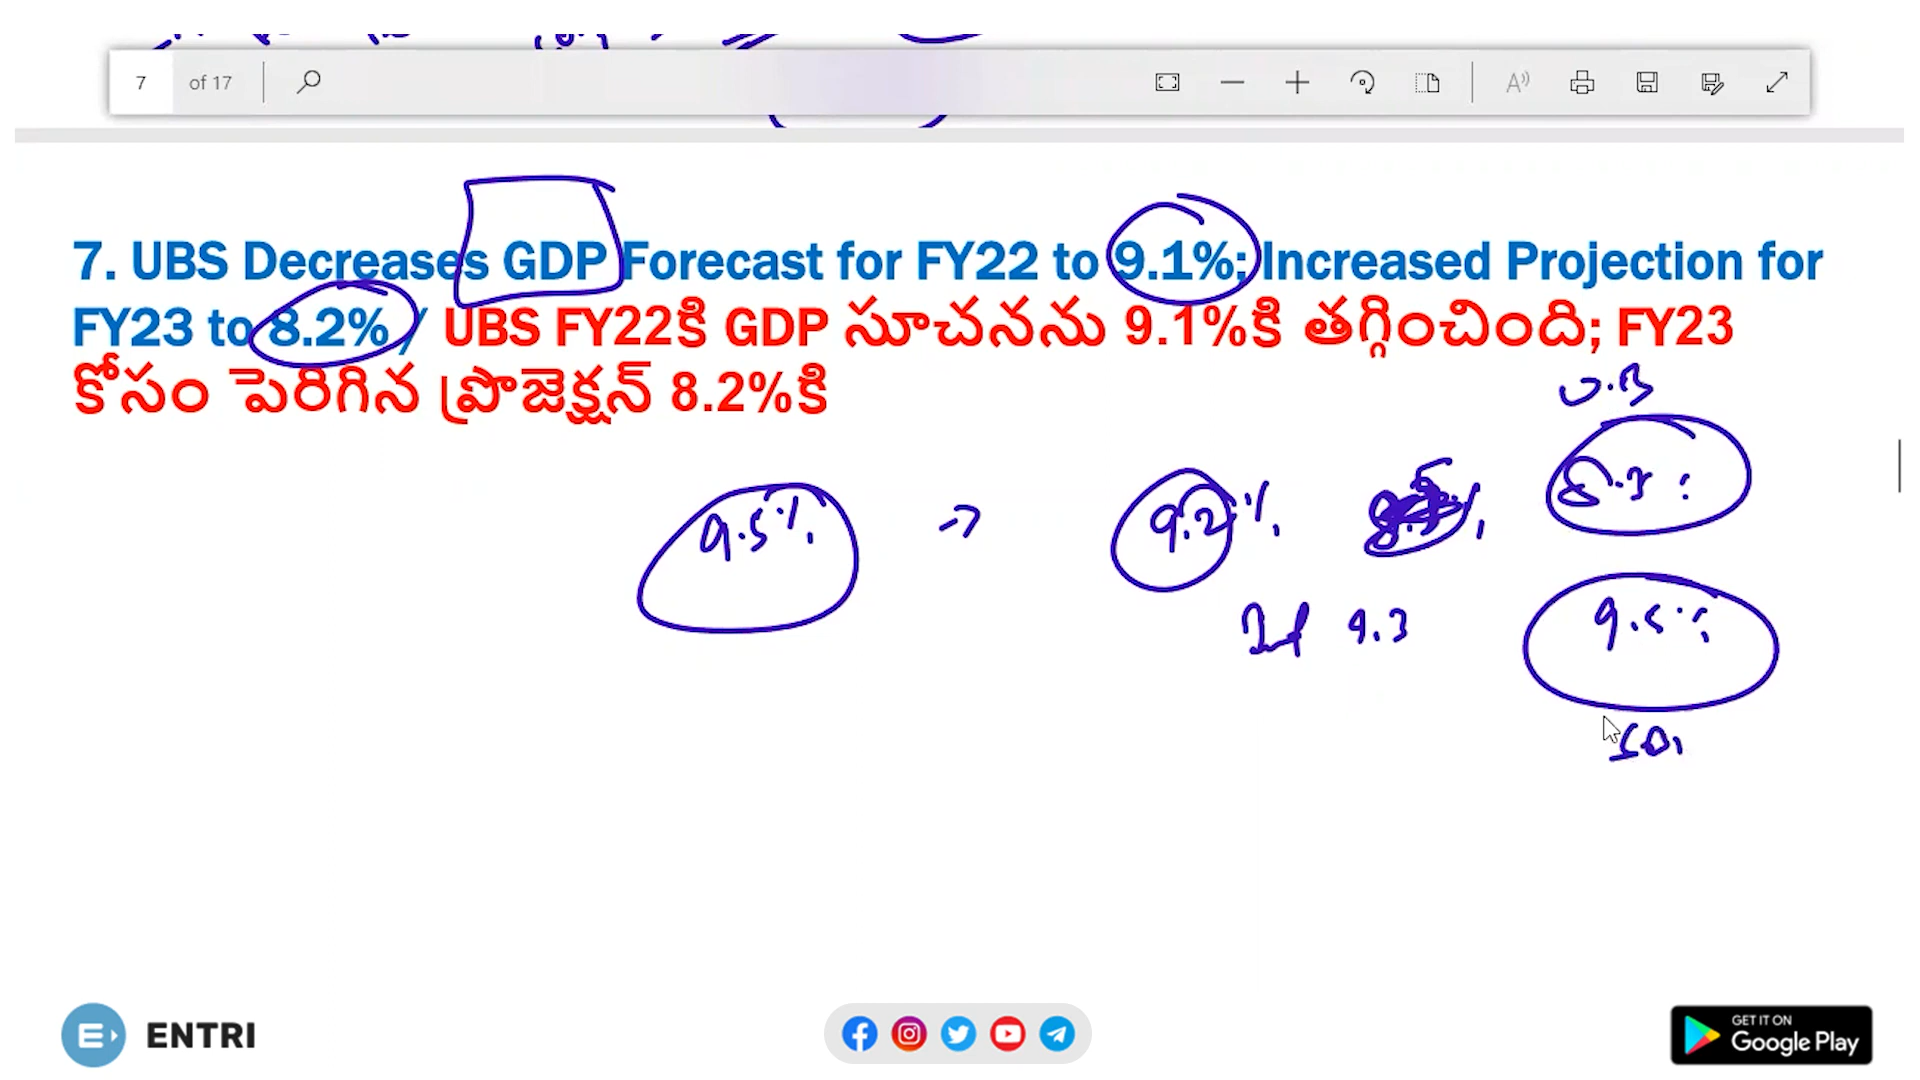 7 of 17
7. UBS Decreases GDP Forecast for FY22 to 9.1%; Increased Projection for
FY23 to 8.2% / UBS FY22కి GDP సూచనను 9.1%కి తగ్గించింది; FY23
కోసం పెరిగిన ప్రొజెక్షన్ 8.2%కి
9.5%
9.2%
9.3
9.5%
ENTRI
GET IT ON
Google Play